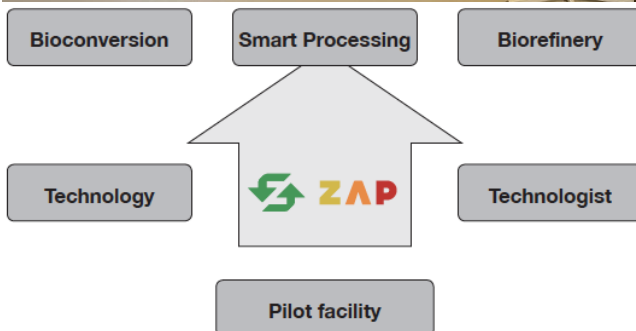 Bioconversion
Smart Processing
Biorefinery
Technology
ZAP
Technologist
Pilot facility